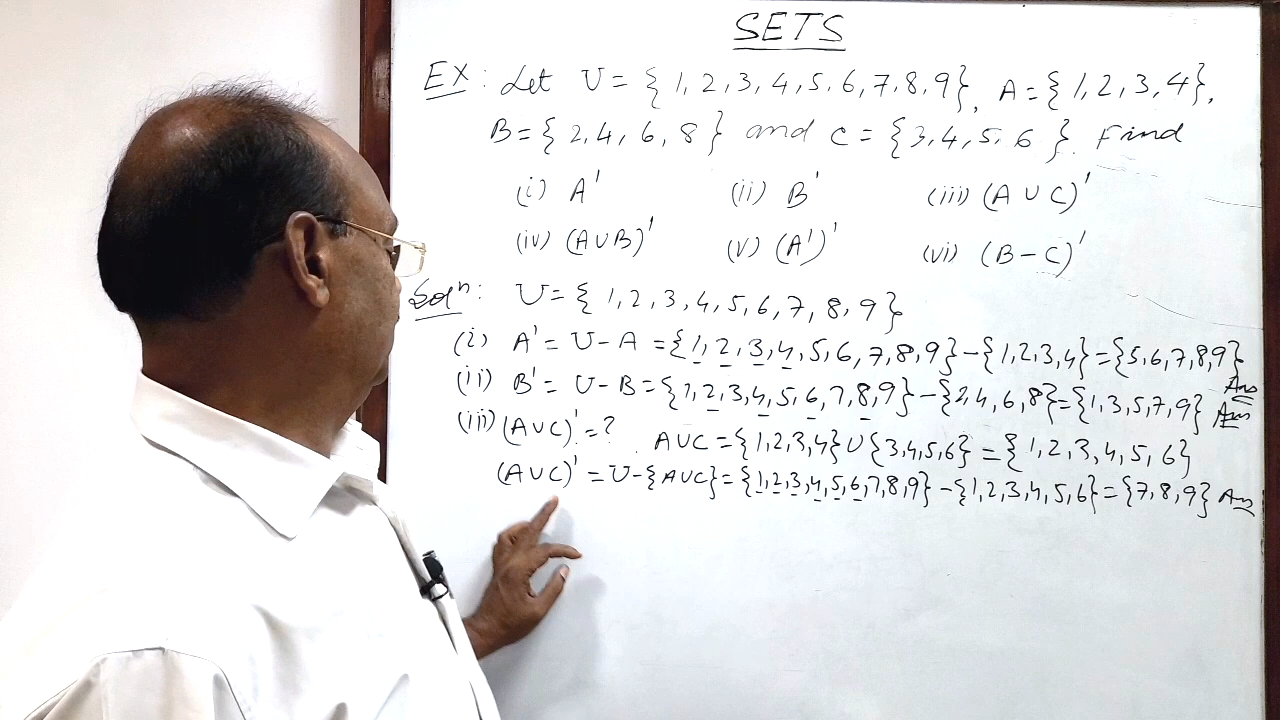 SETS
EX: Let U = { 1, 2, 3, 4, 5, 6, 7, 8, 9}, A = { 1, 2, 3, 4},
B = { 2, 4, 6, 8 } and C = {3, 4, 5, 6 }. Find
(i) A' (ii) B' (iii) (A ∪ C)'
(iv) (A∪B)' (v) (A')' (vi) (B - C)'
Solⁿ: U = { 1, 2, 3, 4, 5, 6, 7, 8, 9}
(i) A' = U - A = {1, 2, 3, 4, 5, 6, 7, 8, 9} - {1, 2, 3, 4} = {5, 6, 7, 8, 9} Ans
(ii) B' = U - B = {1, 2, 3, 4, 5, 6, 7, 8, 9} - {2, 4, 6, 8} = {1, 3, 5, 7, 9} Ans
(iii) (A∪C)' = ? A∪C = {1, 2, 3, 4} ∪ {3, 4, 5, 6} = { 1, 2, 3, 4, 5, 6}
(A∪C)' = U - {A∪C} = {1, 2, 3, 4, 5, 6, 7, 8, 9} - {1, 2, 3, 4, 5, 6} = {7, 8, 9} Ans